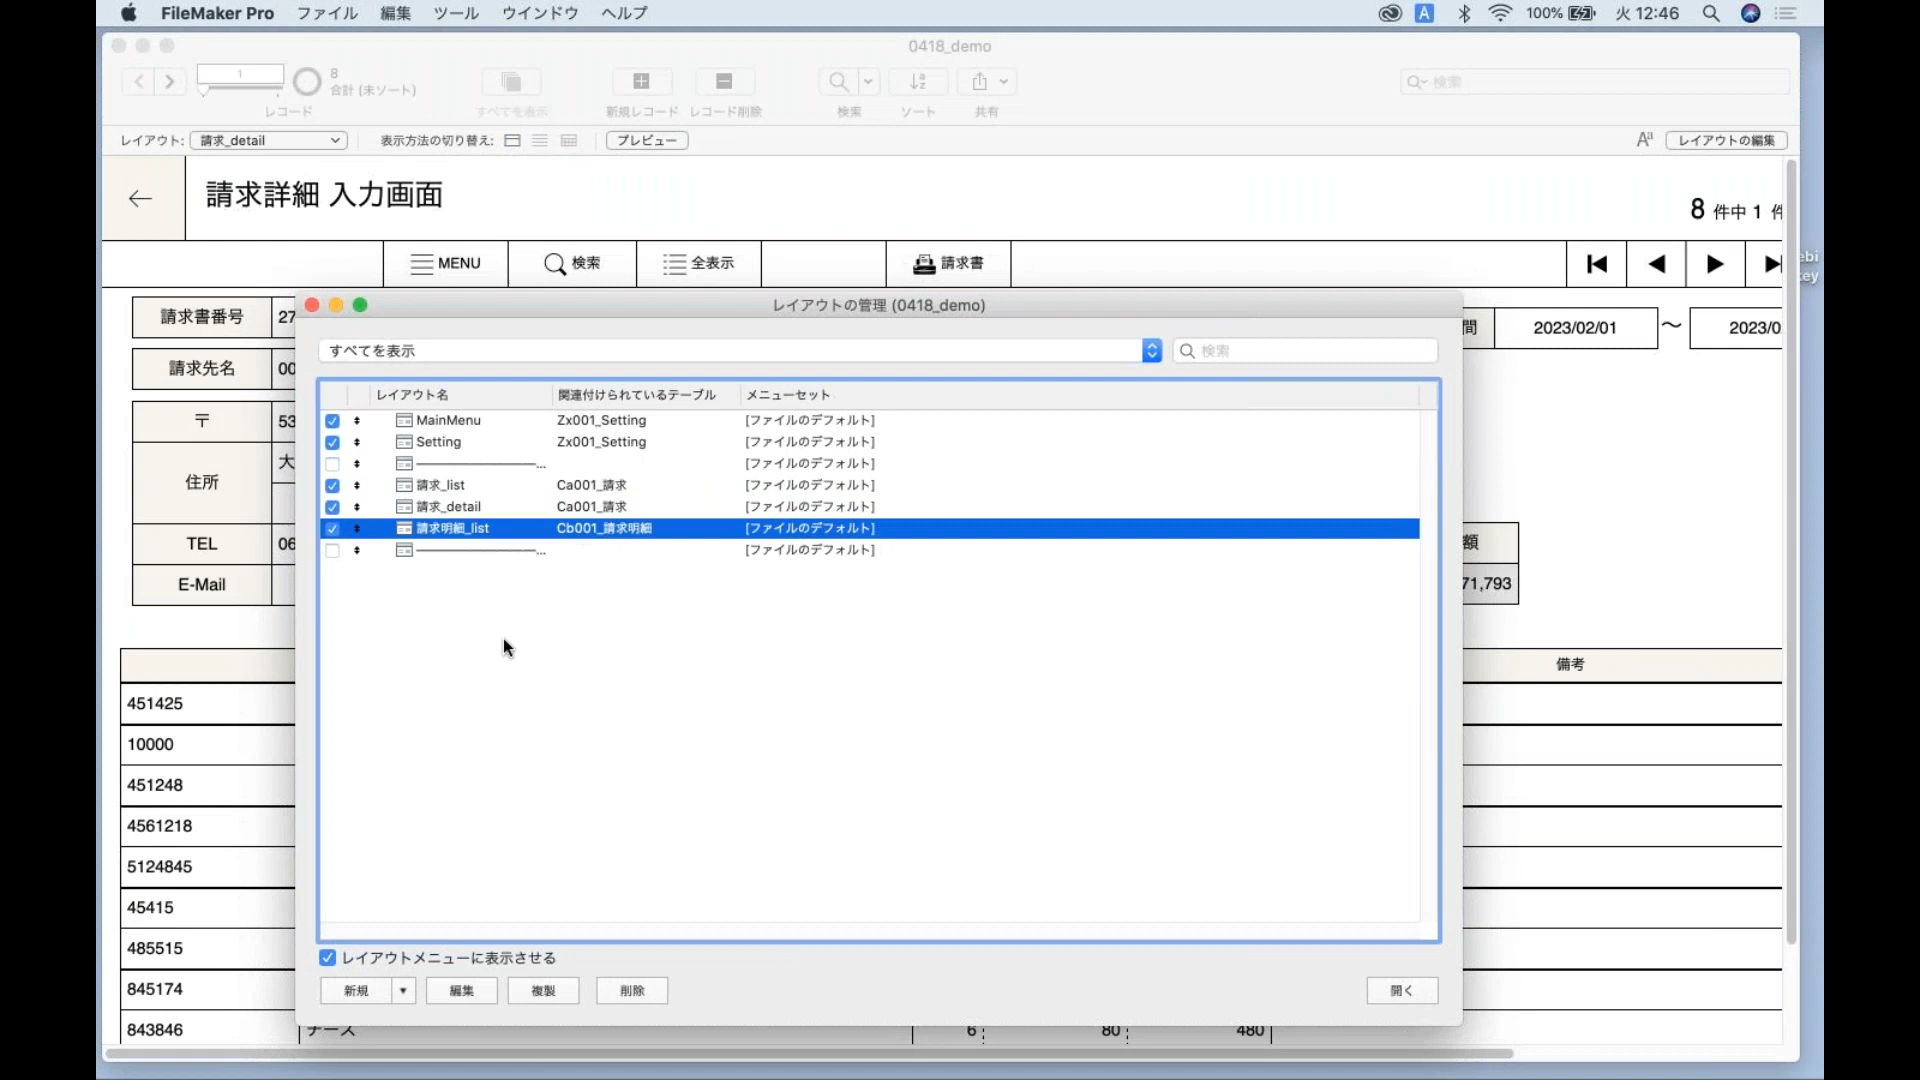 FileMaker Pro ファイル 編集 ツール ウインドウ ヘルプ A 100% 火 12:46
0418_demo
1 8
合計 (未ソート)
検索
レコード すべてを表示 新規レコード レコード削除 検索 ソート 共有
レイアウト: 請求_detail 表示方法の切り替え: プレビュー Aª レイアウトの編集
請求詳細 入力画面
8 件中 1 件
MENU 検索 全表示 請求書
ebi
key
請求書番号 27
レイアウトの管理 (0418_demo)
間 2023/02/01 〜 2023/0
すべてを表示 検索
請求先名 00
レイアウト名 関連付けられているテーブル メニューセット
〒 53
MainMenu Zx001_Setting [ファイルのデフォルト]
Setting Zx001_Setting [ファイルのデフォルト]
大
——————————... [ファイルのデフォルト]
住所
請求_list Ca001_請求 [ファイルのデフォルト]
請求_detail Ca001_請求 [ファイルのデフォルト]
請求明細_list Cb001_請求明細 [ファイルのデフォルト]
TEL 06 額
——————————... [ファイルのデフォルト]
E-Mail 71,793
備考
451425
10000
451248
4561218
5124845
45415
485515
レイアウトメニューに表示させる
845174
新規 編集 複製 削除 開く
843846 チーズ 6 80 480